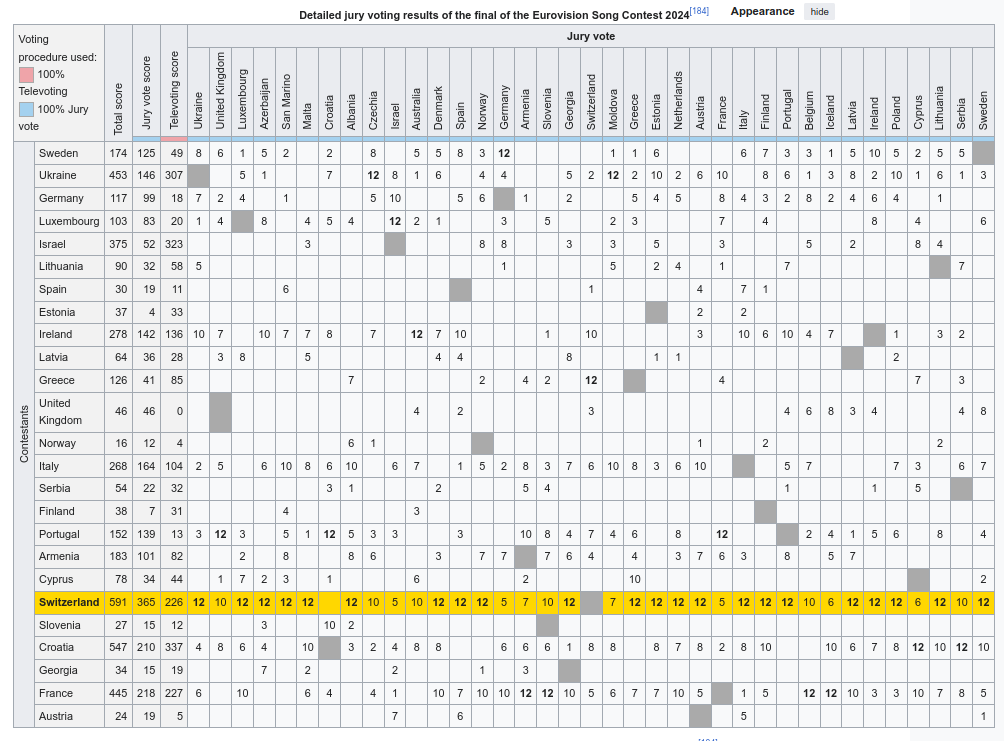 Detailed jury voting results of the final of the Eurovision Song Contest 2024[184] Appearance hide
Voting procedure used:
100% Televoting
100% Jury vote
Total score Jury vote score Televoting score
Jury vote
Ukraine United Kingdom Luxembourg Azerbaijan San Marino Malta Croatia Albania Czechia Israel Australia Denmark Spain Norway Germany Armenia Slovenia Georgia Switzerland Moldova Greece Estonia Netherlands Austria France Italy Finland Portugal Belgium Iceland Latvia Ireland Poland Cyprus Lithuania Serbia Sweden
Contestants
Sweden 174 125 49 8 6 1 5 2 2 8 5 5 8 3 12 1 1 6 6 7 3 3 1 5 10 5 2 5 5
Ukraine 453 146 307 5 1 7 12 8 1 6 4 4 5 2 12 2 10 2 6 10 8 6 1 3 8 2 10 1 6 1 3
Germany 117 99 18 7 2 4 1 5 10 5 6 1 2 5 4 5 8 4 3 2 8 2 4 6 4 1
Luxembourg 103 83 20 1 4 8 4 5 4 12 2 1 3 5 2 3 7 4 8 4 6
Israel 375 52 323 3 8 8 3 3 5 3 5 2 8 4
Lithuania 90 32 58 5 1 5 2 4 1 7 7
Spain 30 19 11 6 1 4 7 1
Estonia 37 4 33 2 2
Ireland 278 142 136 10 7 10 7 7 8 7 12 7 10 1 10 3 10 6 10 4 7 1 3 2
Latvia 64 36 28 3 8 5 4 4 8 1 1 2
Greece 126 41 85 7 2 4 2 12 4 7 3
United Kingdom 46 46 0 4 2 3 4 6 8 3 4 4 8
Norway 16 12 4 6 1 1 2 2
Italy 268 164 104 2 5 6 10 8 6 10 6 7 1 5 2 8 3 7 6 10 8 3 6 10 5 7 7 3 6 7
Serbia 54 22 32 3 1 2 5 4 1 1 5
Finland 38 7 31 4 3
Portugal 152 139 13 3 12 3 5 1 12 5 3 3 3 10 8 4 7 4 6 8 12 2 4 1 5 6 8 4
Armenia 183 101 82 2 8 8 6 3 7 7 7 6 4 4 3 7 6 3 8 5 7
Cyprus 78 34 44 1 7 2 3 1 6 2 10 2
Switzerland 591 365 226 12 10 12 12 12 12 12 10 5 10 12 12 12 5 7 10 12 7 12 12 12 12 5 12 12 12 10 6 12 12 12 6 12 10 12
Slovenia 27 15 12 3 10 2
Croatia 547 210 337 4 8 6 4 10 3 2 4 8 8 6 6 6 1 8 8 8 7 8 2 8 10 10 6 7 8 12 10 12 10
Georgia 34 15 19 7 2 2 1 3
France 445 218 227 6 10 6 4 4 1 10 7 10 10 12 12 10 5 6 7 7 10 5 1 5 12 12 10 3 3 10 7 8 5
Austria 24 19 5 7 6 5 1